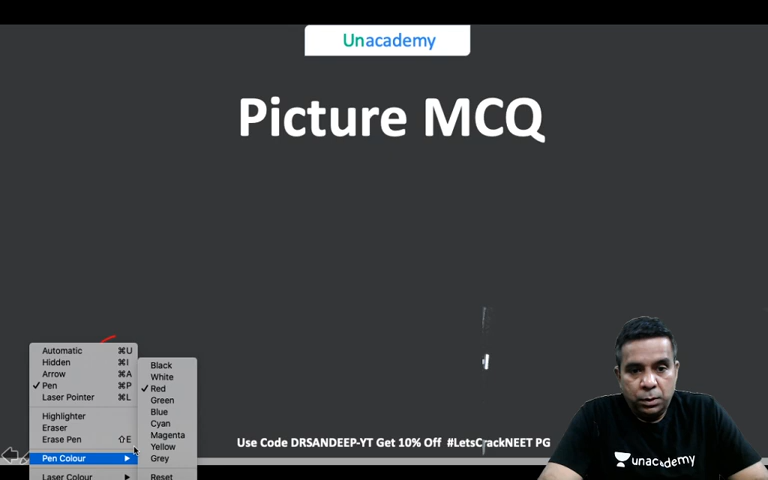 Unacademy
Picture MCQ
Automatic ⌘U
Hidden ⌘I
Arrow ⌘A
✓ Pen ⌘P
Laser Pointer ⌘L
Highlighter
Eraser
Erase Pen ⇧E
Pen Colour ▶
Laser Colour ▶
Black
White
✓ Red
Green
Blue
Cyan
Magenta
Yellow
Grey
Reset
Use Code DRSANDEEP-YT Get 10% Off #LetsCrackNEET PG
unacademy